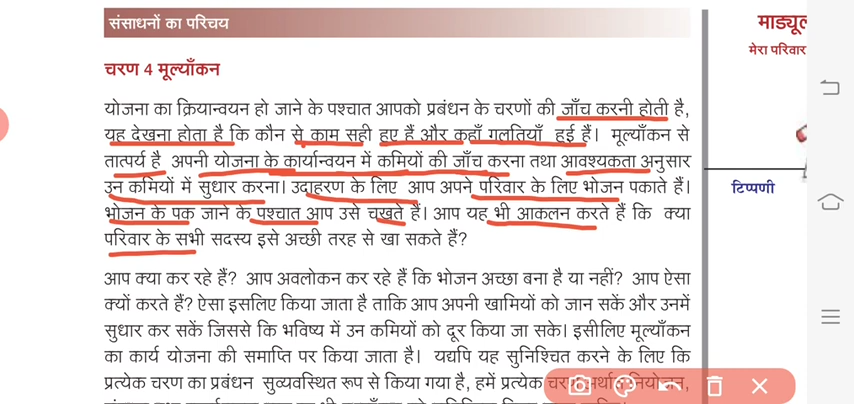 संसाधनों का परिचय
माड्यूल
मेरा परिवार
चरण 4 मूल्याँकन
योजना का क्रियान्वयन हो जाने के पश्चात आपको प्रबंधन के चरणों की जाँच करनी होती है,
यह देखना होता है कि कौन से काम सही हुए हैं और कहाँ गलतियाँ हुई हैं। मूल्याँकन से
तात्पर्य है अपनी योजना के कार्यान्वयन में कमियों की जाँच करना तथा आवश्यकता अनुसार
उन कमियों में सुधार करना। उदाहरण के लिए आप अपने परिवार के लिए भोजन पकाते हैं।
भोजन के पक जाने के पश्चात आप उसे चखते हैं। आप यह भी आकलन करते हैं कि क्या
परिवार के सभी सदस्य इसे अच्छी तरह से खा सकते हैं?
टिप्पणी
आप क्या कर रहे हैं? आप अवलोकन कर रहे हैं कि भोजन अच्छा बना है या नहीं? आप ऐसा
क्यों करते हैं? ऐसा इसलिए किया जाता है ताकि आप अपनी खामियों को जान सकें और उनमें
सुधार कर सकें जिससे कि भविष्य में उन कमियों को दूर किया जा सके। इसीलिए मूल्याँकन
का कार्य योजना की समाप्ति पर किया जाता है। यद्यपि यह सुनिश्चित करने के लिए कि
प्रत्येक चरण का प्रबंधन सुव्यवस्थित रूप से किया गया है, हमें प्रत्येक चरण अर्थात नियोजन,